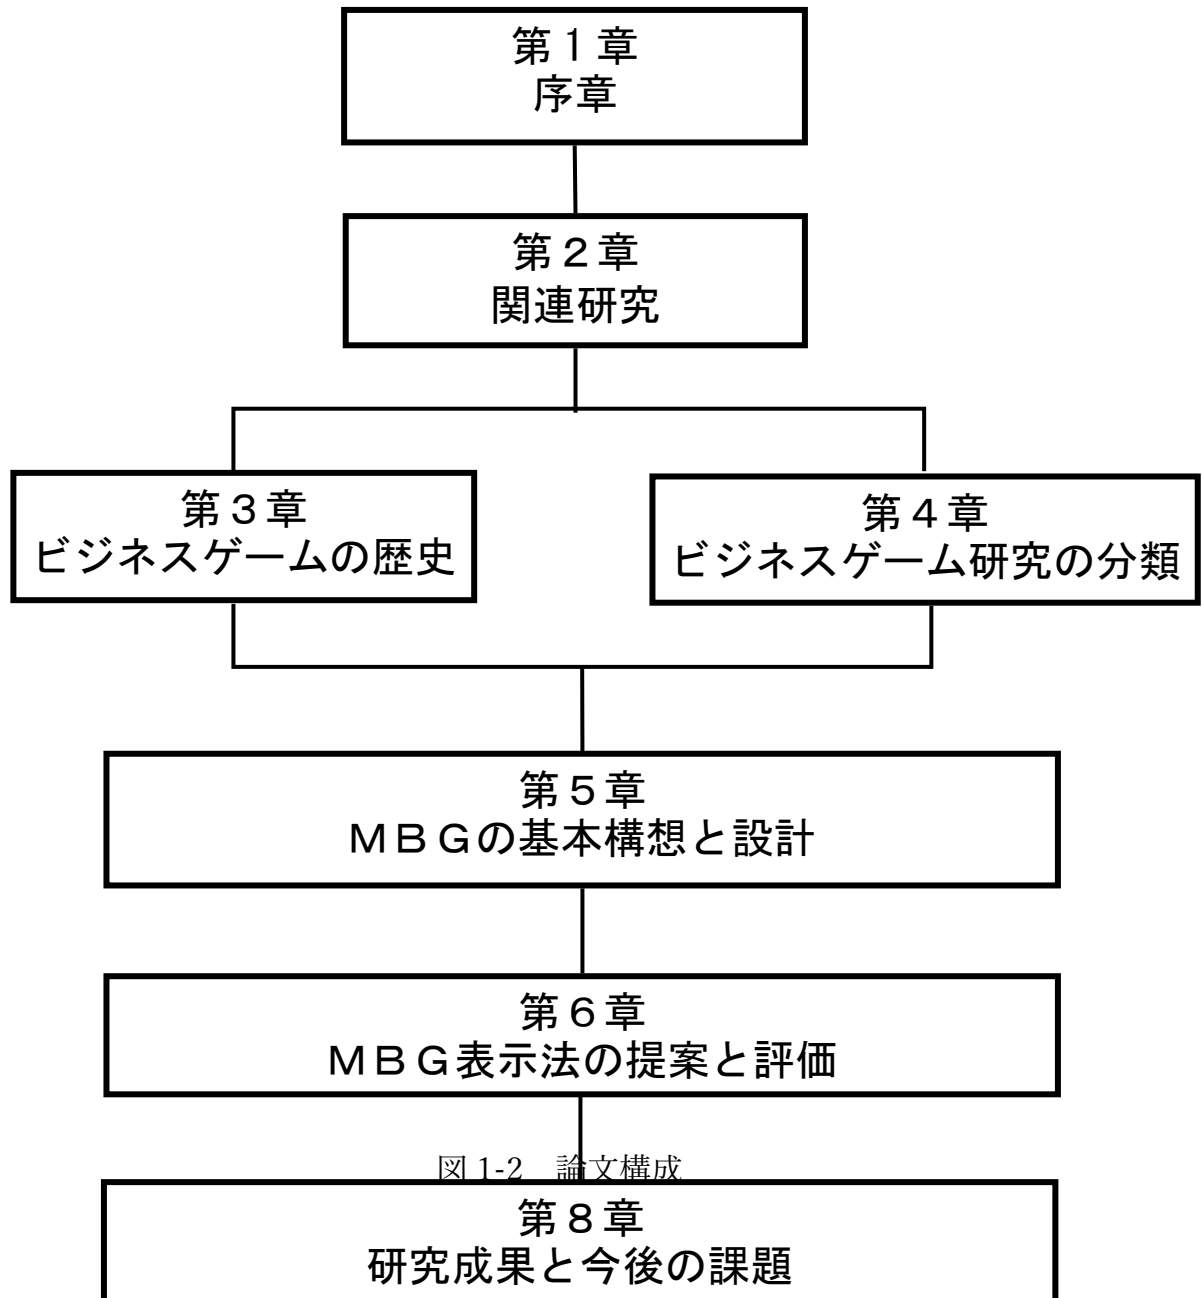 第１章
序章
第２章
関連研究
第３章
ビジネスゲームの歴史
第４章
ビジネスゲーム研究の分類
第５章
ＭＢＧの基本構想と設計
第６章
ＭＢＧ表示法の提案と評価
図 1-2　論文構成
第８章
研究成果と今後の課題